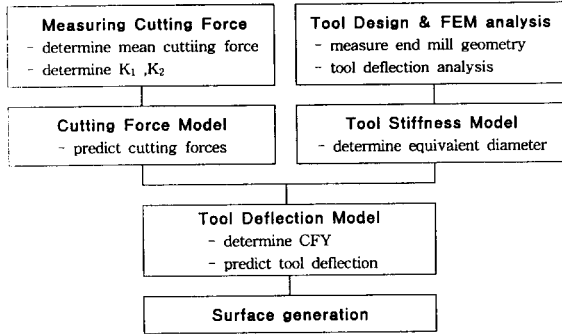 Measuring Cutting Force
- determine mean cuttiing force
- determine K₁ ,K₂
Tool Design & FEM analysis
- measure end mill geometry
- tool deflection analysis
Cutting Force Model
- predict cutting forces
Tool Stiffness Model
- determine equivalent diameter
Tool Deflection Model
- determine CFY
- predict tool deflection
Surface generation